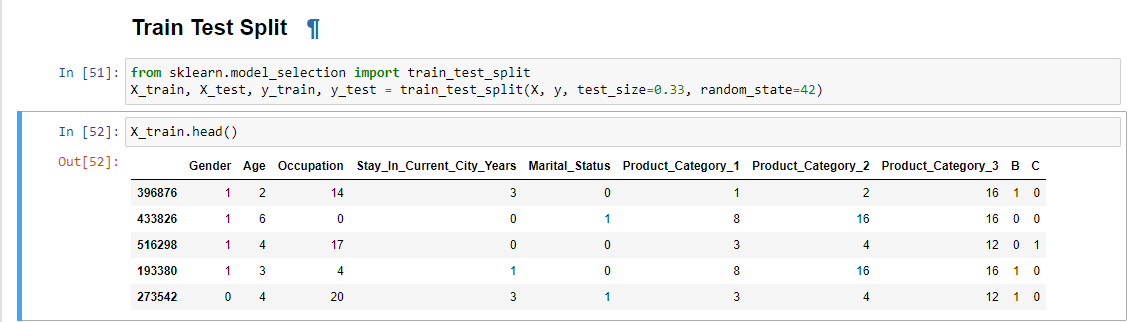 Train Test Split ¶
In [51]: from sklearn.model_selection import train_test_split
X_train, X_test, y_train, y_test = train_test_split(X, y, test_size=0.33, random_state=42)
In [52]: X_train.head()
Out[52]:
Gender Age Occupation Stay_In_Current_City_Years Marital_Status Product_Category_1 Product_Category_2 Product_Category_3 B C
396876 1 2 14 3 0 1 2 16 1 0
433826 1 6 0 0 1 8 16 16 0 0
516298 1 4 17 0 0 3 4 12 0 1
193380 1 3 4 1 0 8 16 16 1 0
273542 0 4 20 3 1 3 4 12 1 0